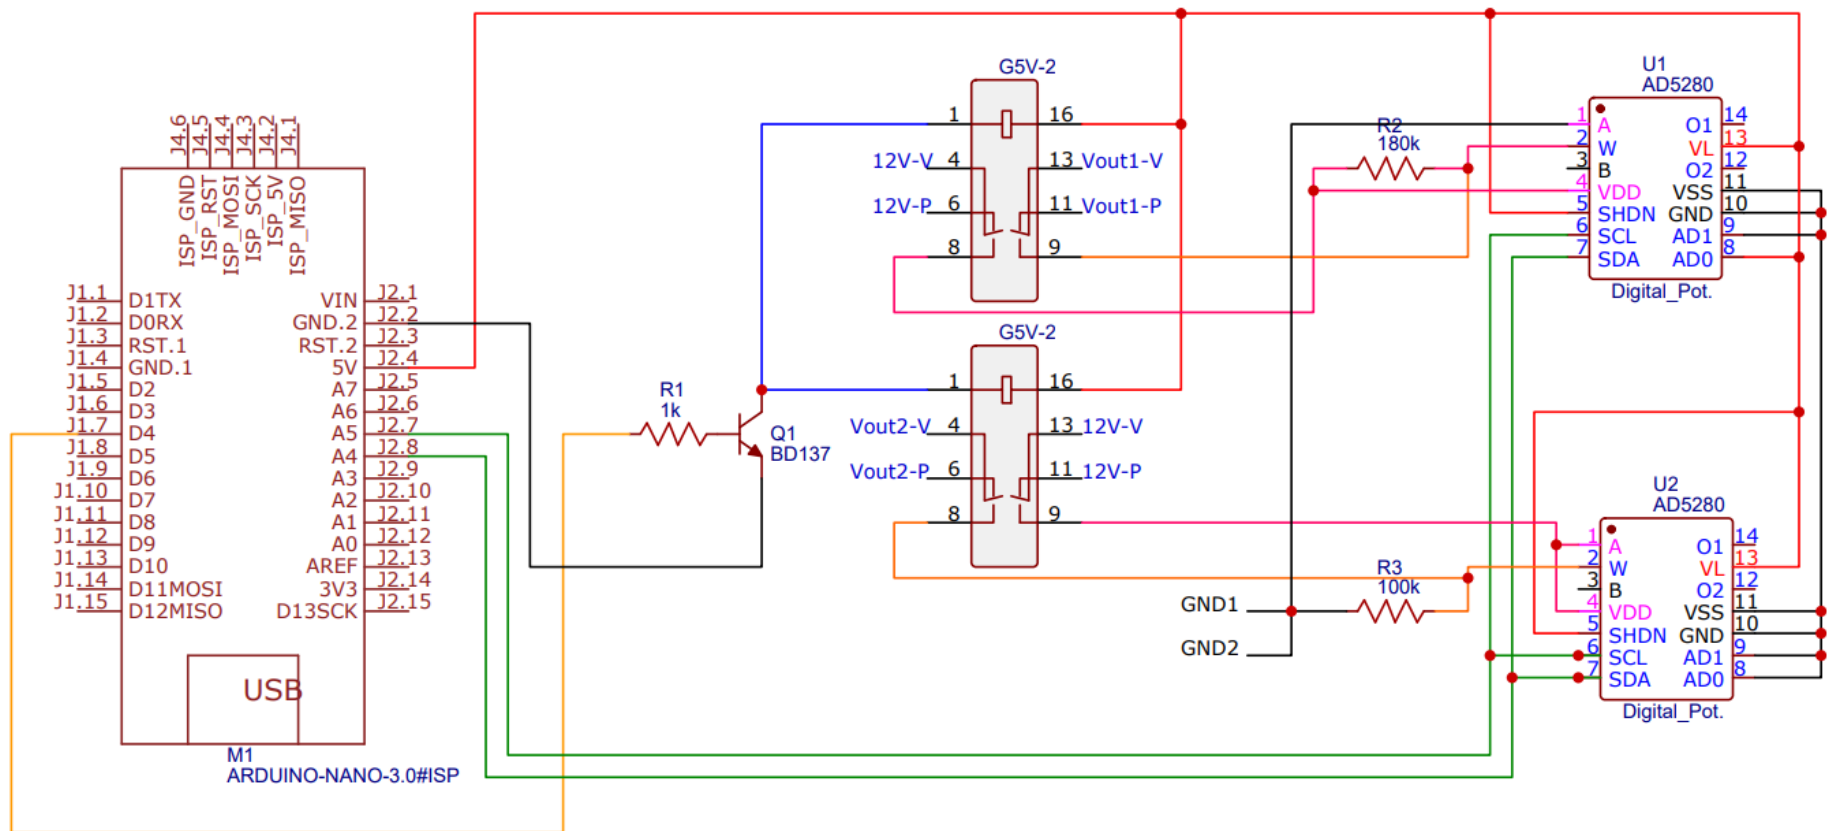 J4.6
J4.5
J4.4
J4.3
J4.2
J4.1
ISP_GND
ISP_RST
ISP_MOSI
ISP_SCK
ISP_5V
ISP_MISO
J1.1 D1TX VIN J2.1
J1.2 D0RX GND.2 J2.2
J1.3 RST.1 RST.2 J2.3
J1.4 GND.1 5V J2.4
J1.5 D2 A7 J2.5
J1.6 D3 A6 J2.6
J1.7 D4 A5 J2.7
J1.8 D5 A4 J2.8
J1.9 D6 A3 J2.9
J1.10 D7 A2 J2.10
J1.11 D8 A1 J2.11
J1.12 D9 A0 J2.12
J1.13 D10 AREF J2.13
J1.14 D11MOSI 3V3 J2.14
J1.15 D12MISO D13SCK J2.15
USB
M1
ARDUINO-NANO-3.0#ISP
R1
1k
Q1
BD137
G5V-2
1 16
12V-V 4 13 Vout1-V
12V-P 6 11 Vout1-P
8 9
G5V-2
1 16
Vout2-V 4 13 12V-V
Vout2-P 6 11 12V-P
8 9
R2
180k
R3
100k
GND1
GND2
U1
AD5280
1 A O1 14
2 W VL 13
3 B O2 12
4 VDD VSS 11
5 SHDN GND 10
6 SCL AD1 9
7 SDA AD0 8
Digital_Pot.
U2
AD5280
1 A O1 14
2 W VL 13
3 B O2 12
4 VDD VSS 11
5 SHDN GND 10
6 SCL AD1 9
7 SDA AD0 8
Digital_Pot.